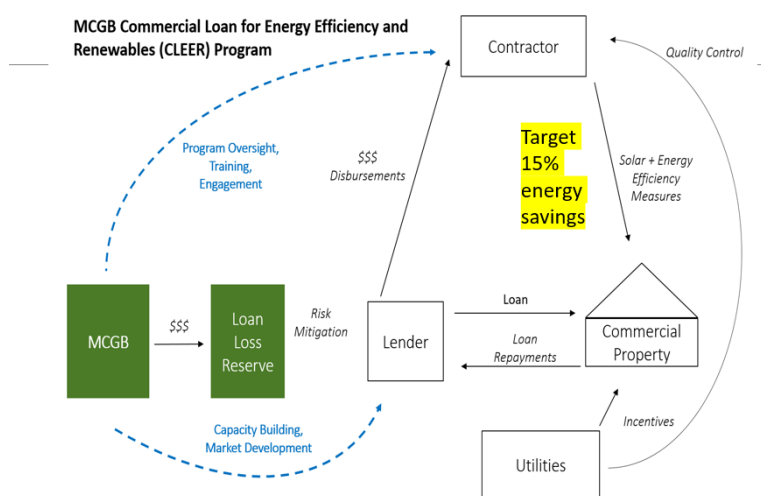 MCGB Commercial Loan for Energy Efficiency and
Renewables (CLEER) Program
Contractor
Quality Control
Program Oversight,
Training,
Engagement
$$$
Disbursements
Target
15%
energy
savings
Solar + Energy
Efficiency
Measures
MCGB
$$$
Loan
Loss
Reserve
Risk
Mitigation
Lender
Loan
Loan
Repayments
Commercial
Property
Capacity Building,
Market Development
Incentives
Utilities